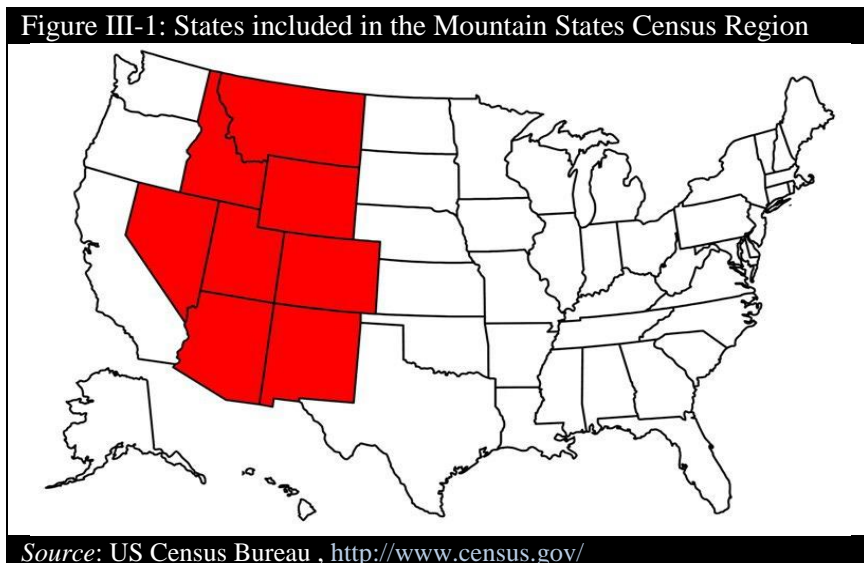 Figure III-1: States included in the Mountain States Census Region
Source: US Census Bureau , http://www.census.gov/